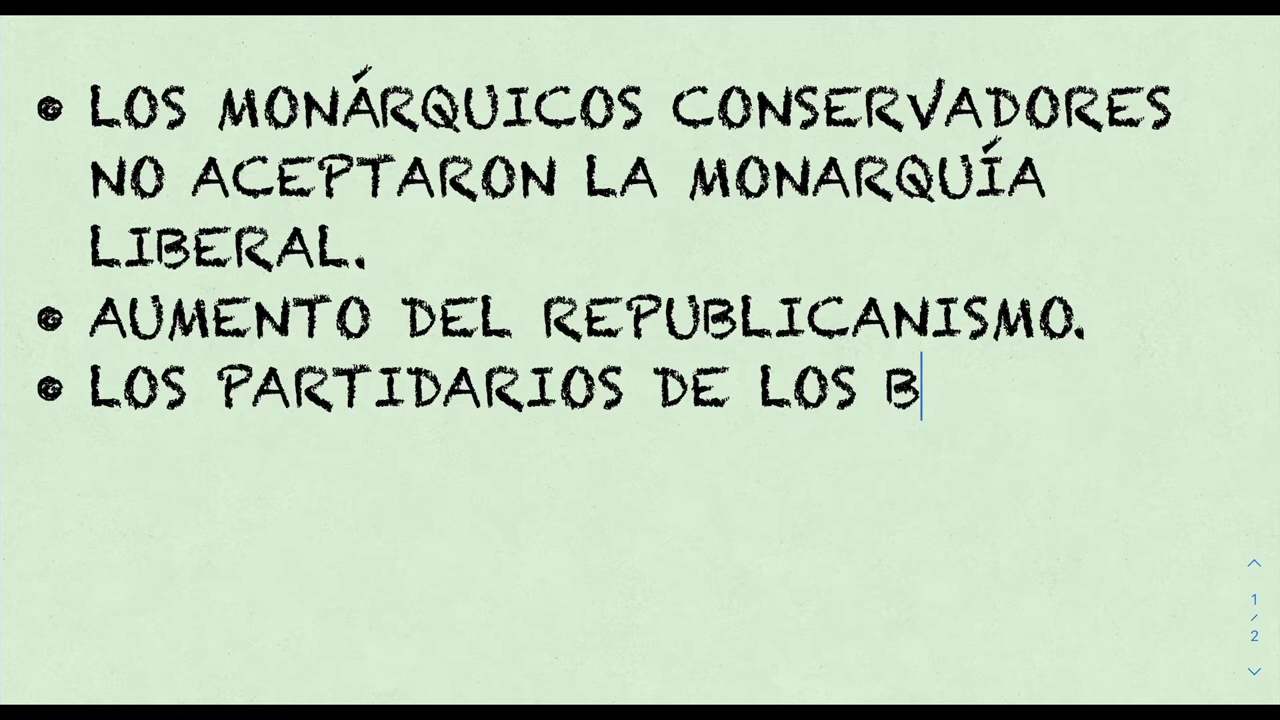 LOS MONÁRQUICOS CONSERVADORES
NO ACEPTARON LA MONARQUÍA
LIBERAL.
AUMENTO DEL REPUBLICANISMO.
LOS PARTIDARIOS DE LOS B
1
/
2